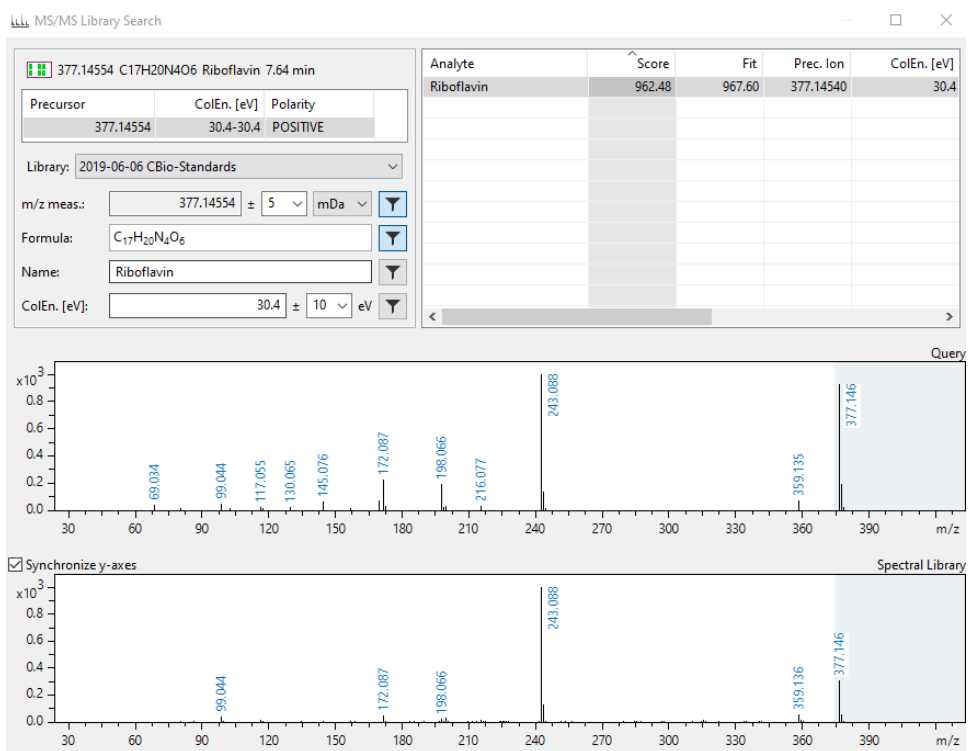 MS/MS Library Search
377.14554 C17H20N4O6 Riboflavin 7.64 min
Precursor ColEn. [eV] Polarity
377.14554 30.4-30.4 POSITIVE
Library: 2019-06-06 CBio-Standards
m/z meas.: 377.14554 ± 5 mDa
Formula: C₁₇H₂₀N₄O₆
Name: Riboflavin
ColEn. [eV]: 30.4 ± 10 eV
Analyte Score Fit Prec. Ion ColEn. [eV]
Riboflavin 962.48 967.60 377.14540 30.4
Query
x10³
0.8
0.6
0.4
0.2
0.0
69.034
99.044
117.055
130.065
145.076
172.087
198.066
216.077
243.088
359.135
377.146
30 60 90 120 150 180 210 240 270 300 330 360 390 m/z
Synchronize y-axes
Spectral Library
x10³
0.8
0.6
0.4
0.2
0.0
99.044
172.087
198.066
243.088
359.136
377.146
30 60 90 120 150 180 210 240 270 300 330 360 390 m/z